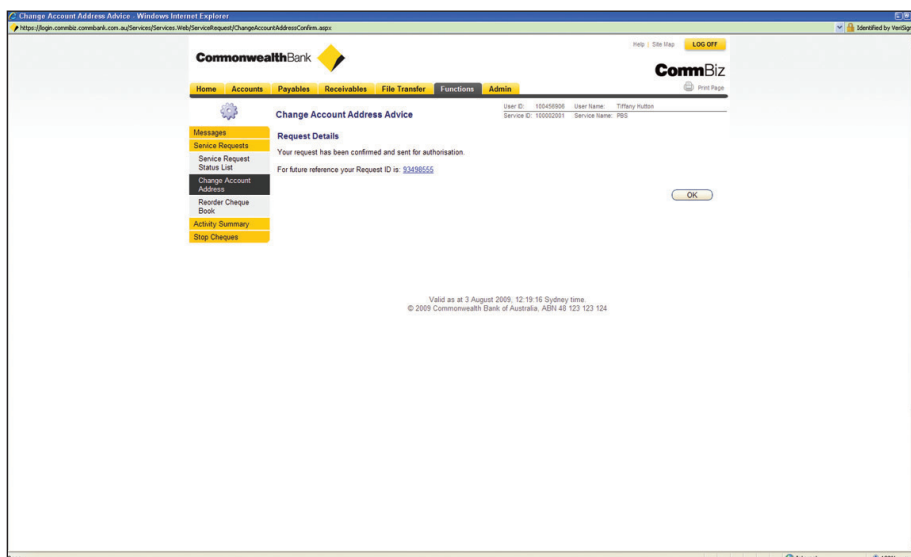 Change Account Address Advice - Windows Internet Explorer
https://login.commbiz.commbank.com.au/Services/Services.Web/ServiceRequest/ChangeAccountAddressConfirm.aspx
Identified by VeriSign
Help | Site Map LOG OFF
CommonwealthBank
CommBiz
Home Accounts Payables Receivables File Transfer Functions Admin
Print Page
User ID: 100458908 User Name: Tiffany Hutton
Service ID: 100002001 Service Name: PBS
Change Account Address Advice
Messages
Service Requests
Service Request
Status List
Change Account
Address
Reorder Cheque
Book
Activity Summary
Stop Cheques
Request Details
Your request has been confirmed and sent for authorisation.
For future reference your Request ID is: 93498555
OK
Valid as at 3 August 2009, 12:19:16 Sydney time.
© 2009 Commonwealth Bank of Australia, ABN 48 123 123 124